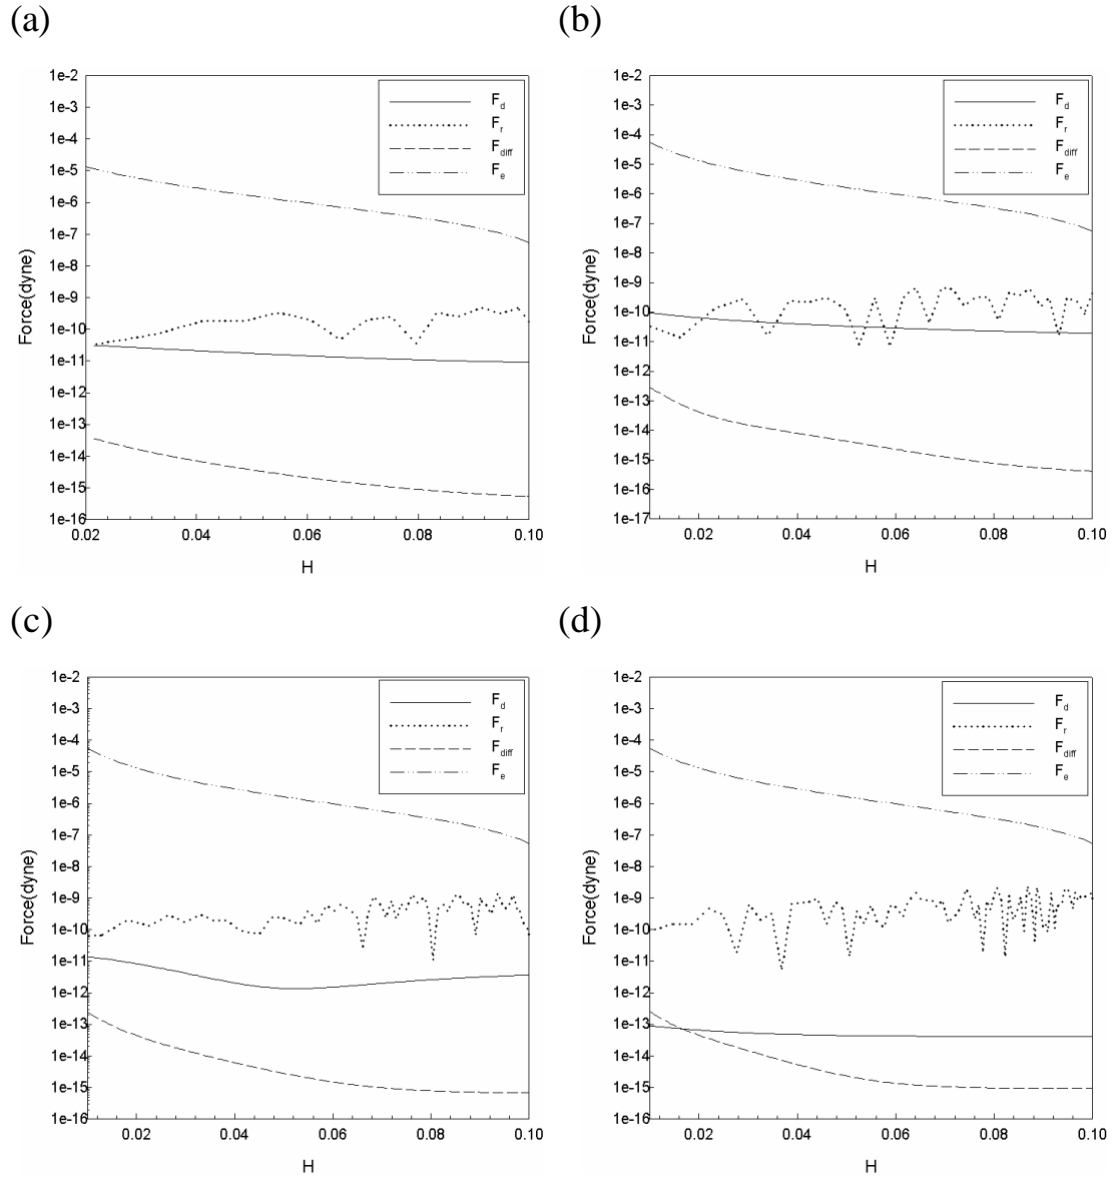 (a)
(b)
1e-2
1e-3
1e-4
1e-5
1e-6
1e-7
1e-8
1e-9
1e-10
1e-11
1e-12
1e-13
1e-14
1e-15
1e-16
Force(dyne)
0.02
0.04
0.06
0.08
0.10
H
F_d
F_r
F_diff
F_e
1e-2
1e-3
1e-4
1e-5
1e-6
1e-7
1e-8
1e-9
1e-10
1e-11
1e-12
1e-13
1e-14
1e-15
1e-16
1e-17
Force(dyne)
0.02
0.04
0.06
0.08
0.10
H
F_d
F_r
F_diff
F_e
(c)
(d)
1e-2
1e-3
1e-4
1e-5
1e-6
1e-7
1e-8
1e-9
1e-10
1e-11
1e-12
1e-13
1e-14
1e-15
1e-16
Force(dyne)
0.02
0.04
0.06
0.08
0.10
H
F_d
F_r
F_diff
F_e
1e-2
1e-3
1e-4
1e-5
1e-6
1e-7
1e-8
1e-9
1e-10
1e-11
1e-12
1e-13
1e-14
1e-15
1e-16
Force(dyne)
0.02
0.04
0.06
0.08
0.10
H
F_d
F_r
F_diff
F_e